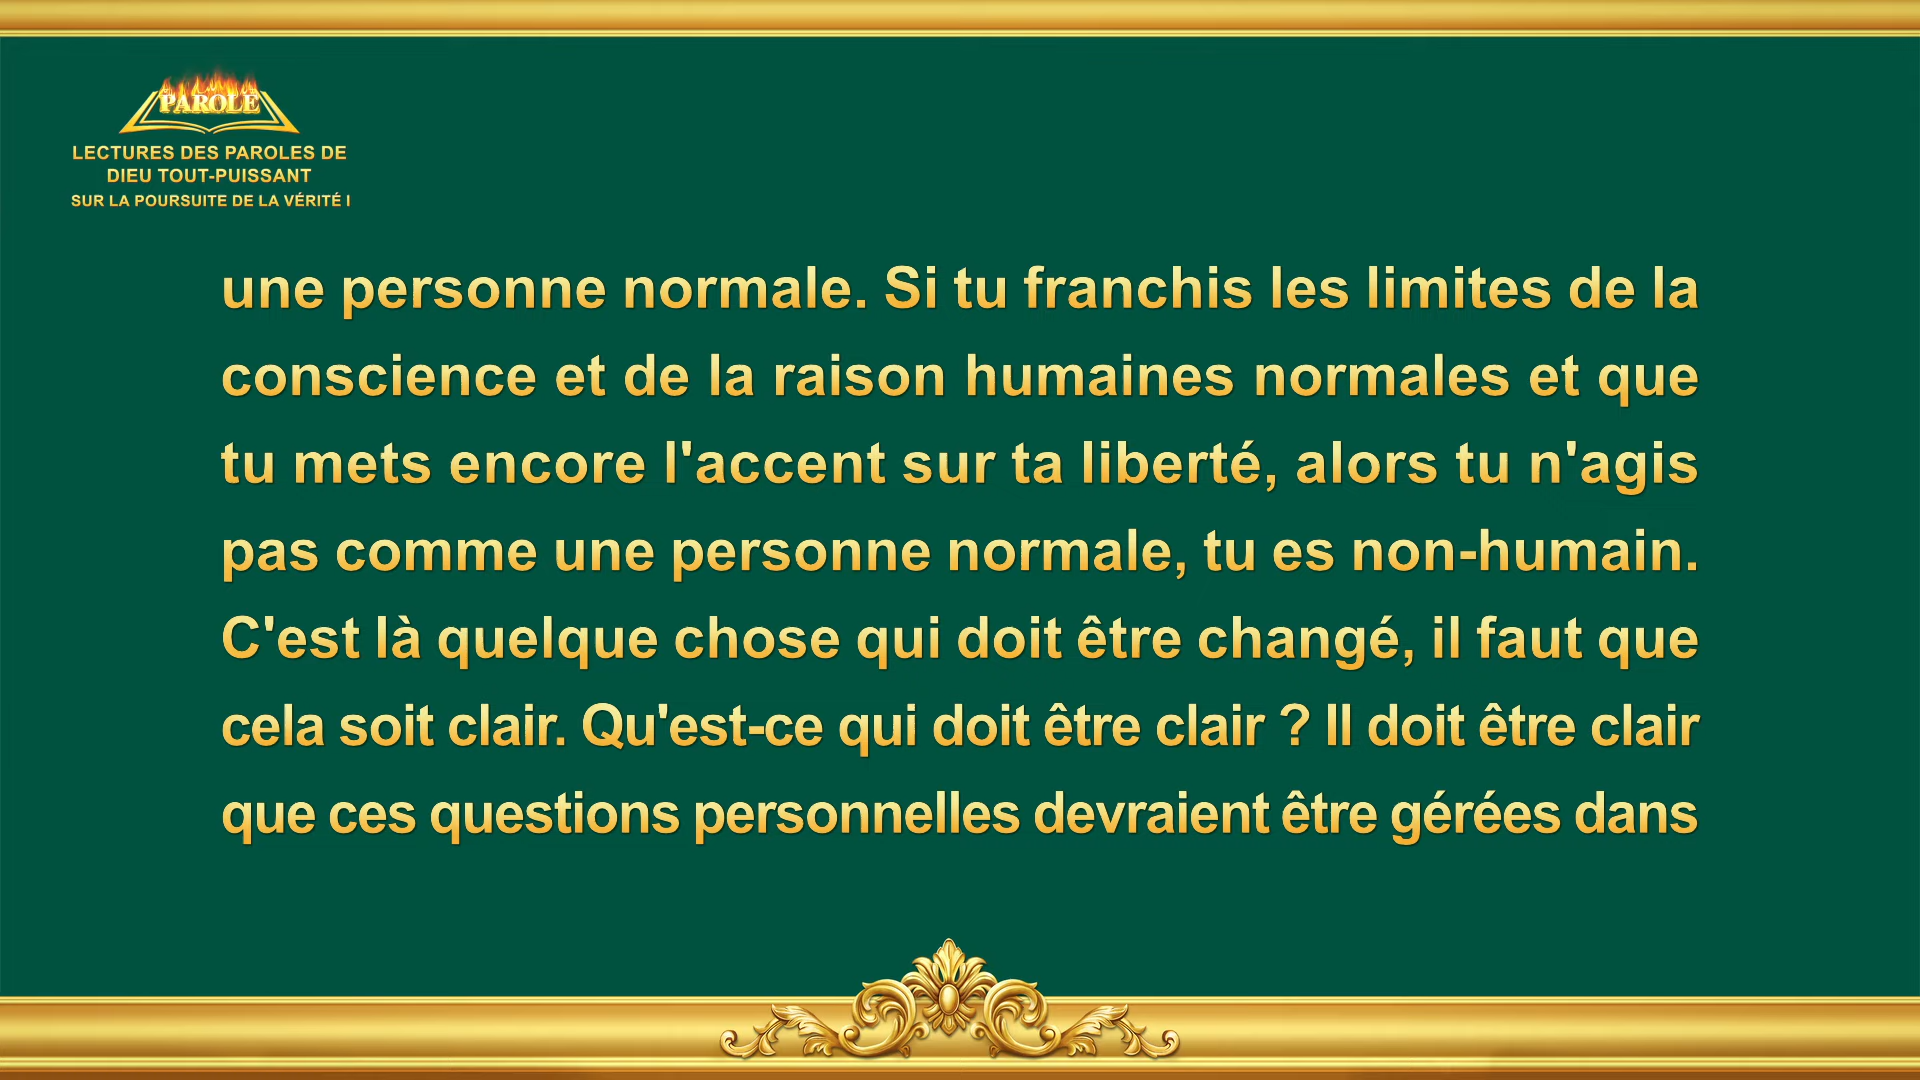 PAROLE
LECTURES DES PAROLES DE
DIEU TOUT-PUISSANT
SUR LA POURSUITE DE LA VÉRITÉ I
une personne normale. Si tu franchis les limites de la
conscience et de la raison humaines normales et que
tu mets encore l'accent sur ta liberté, alors tu n'agis
pas comme une personne normale, tu es non-humain.
C'est là quelque chose qui doit être changé, il faut que
cela soit clair. Qu'est-ce qui doit être clair ? Il doit être clair
que ces questions personnelles devraient être gérées dans